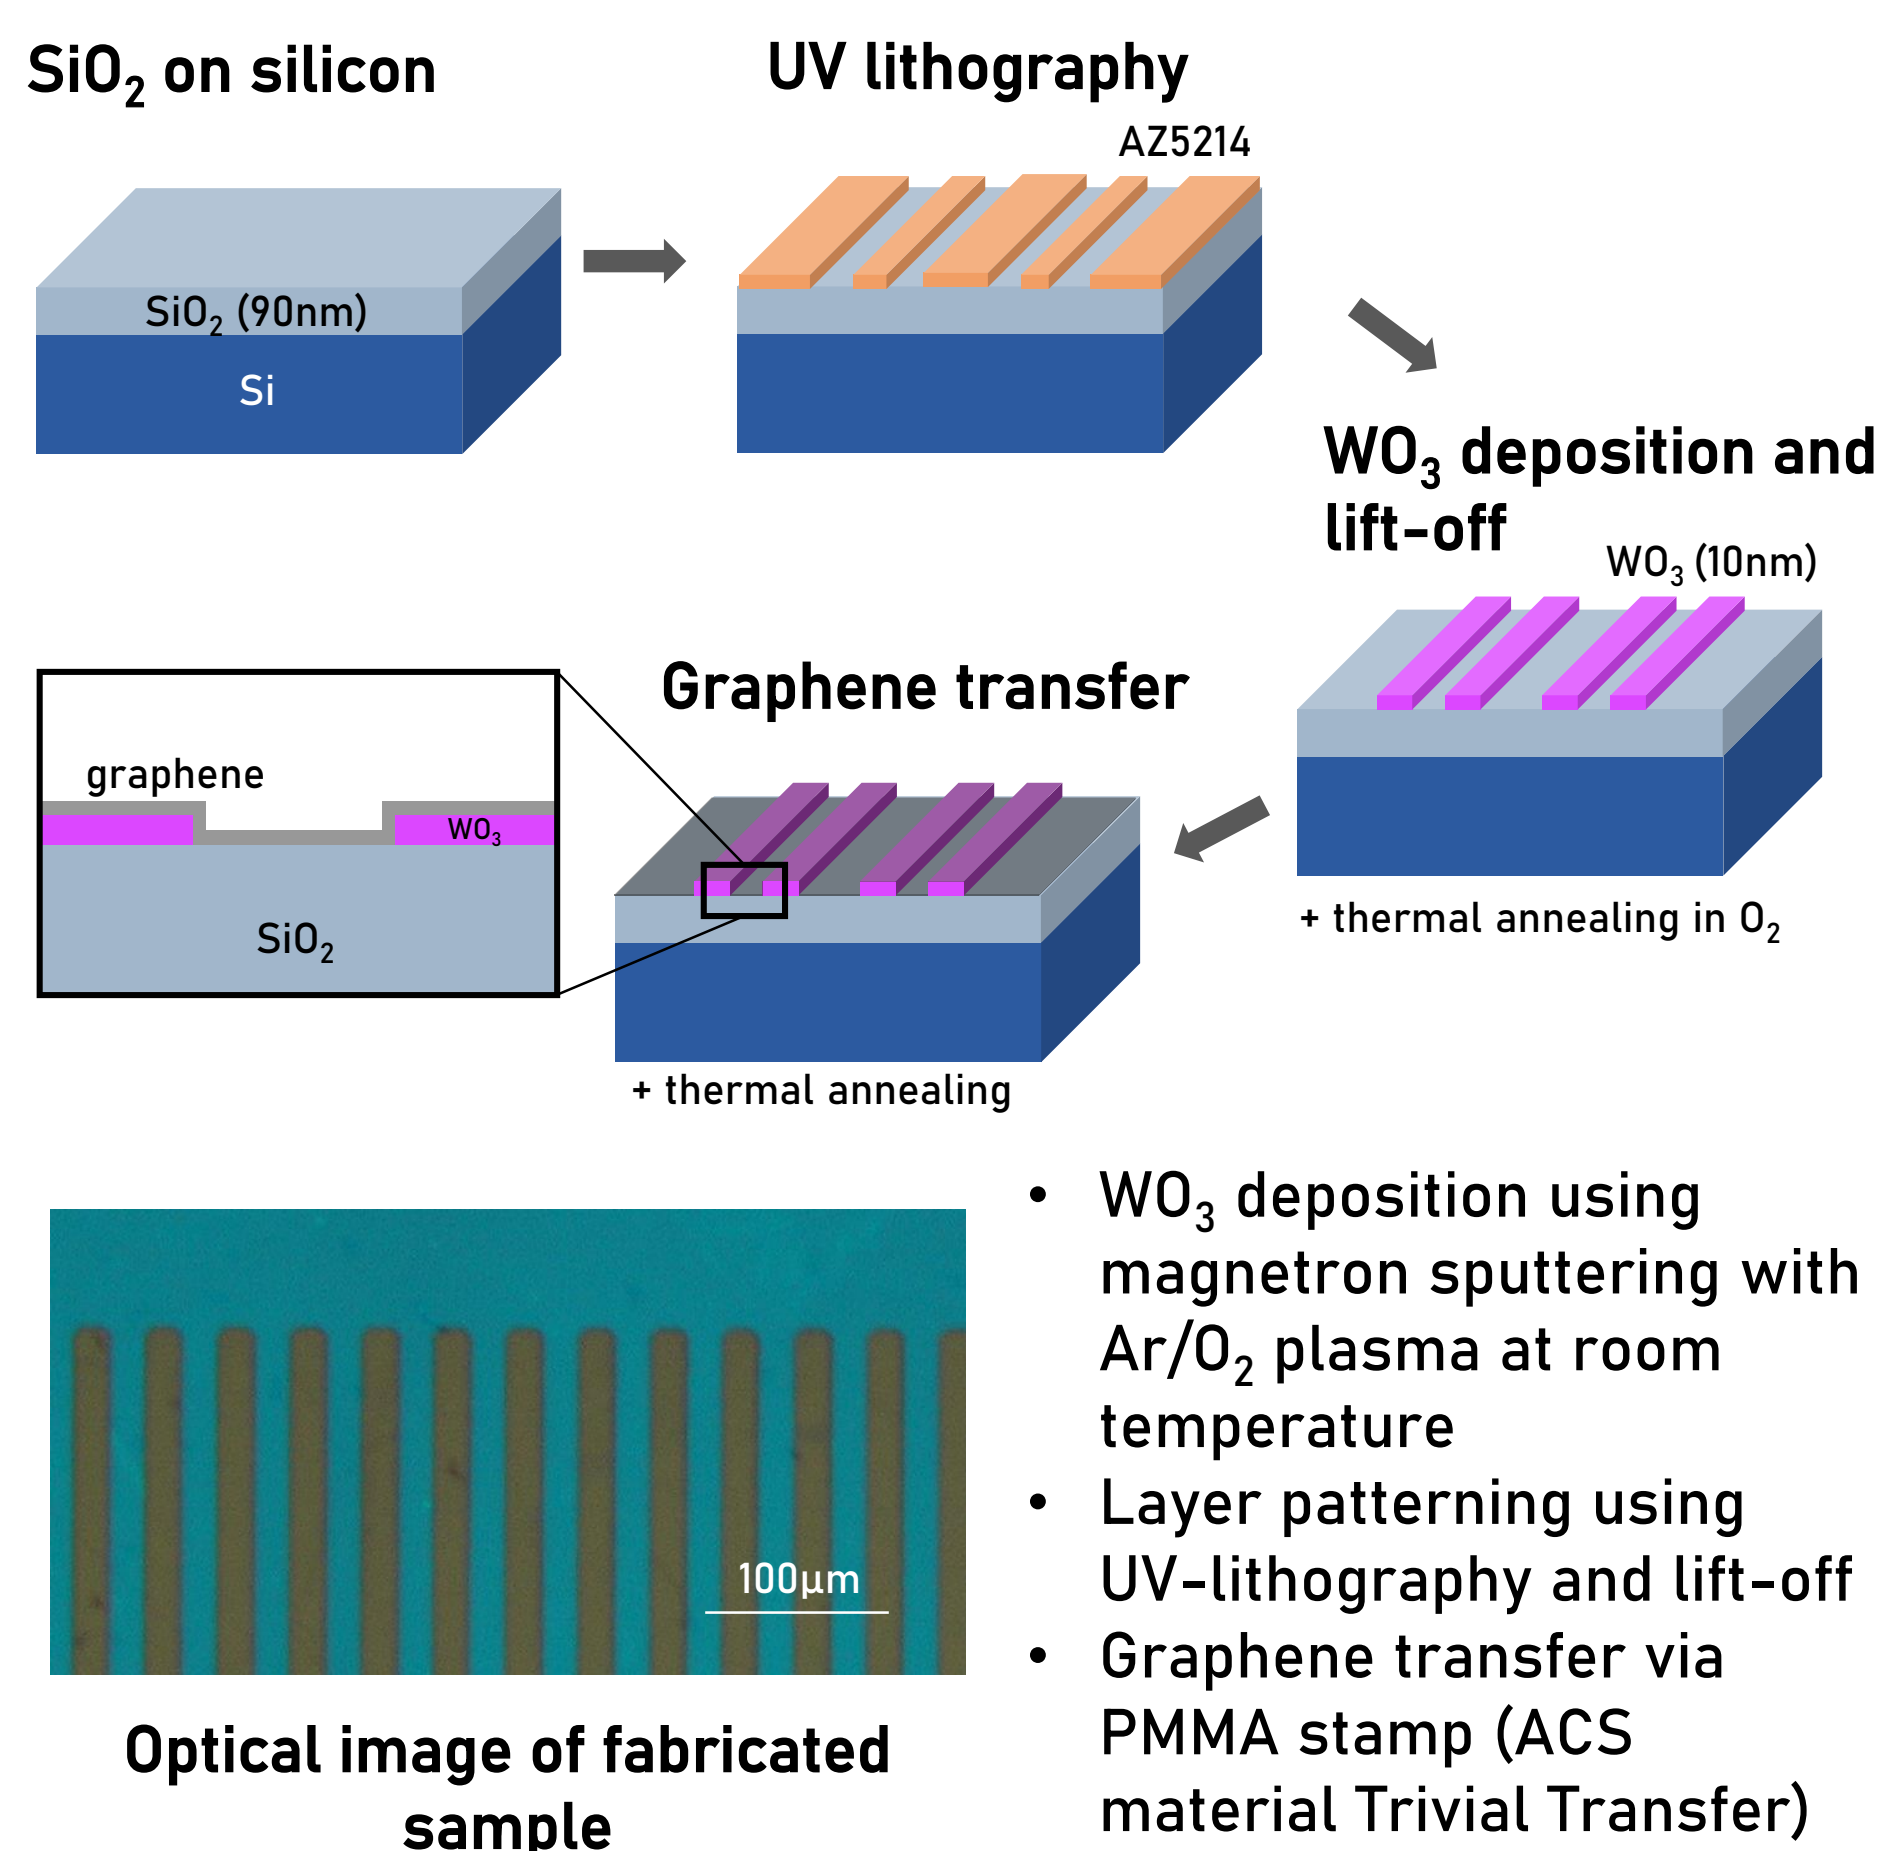 SiO₂ on silicon
UV lithography
AZ5214
SiO₂ (90nm)
Si
WO₃ deposition and
lift-off
WO₃ (10nm)
+ thermal annealing in O₂
Graphene transfer
graphene
WO₃
SiO₂
+ thermal annealing
100µm
Optical image of fabricated
sample
• WO₃ deposition using
magnetron sputtering with
Ar/O₂ plasma at room
temperature
• Layer patterning using
UV-lithography and lift-off
• Graphene transfer via
PMMA stamp (ACS
material Trivial Transfer)